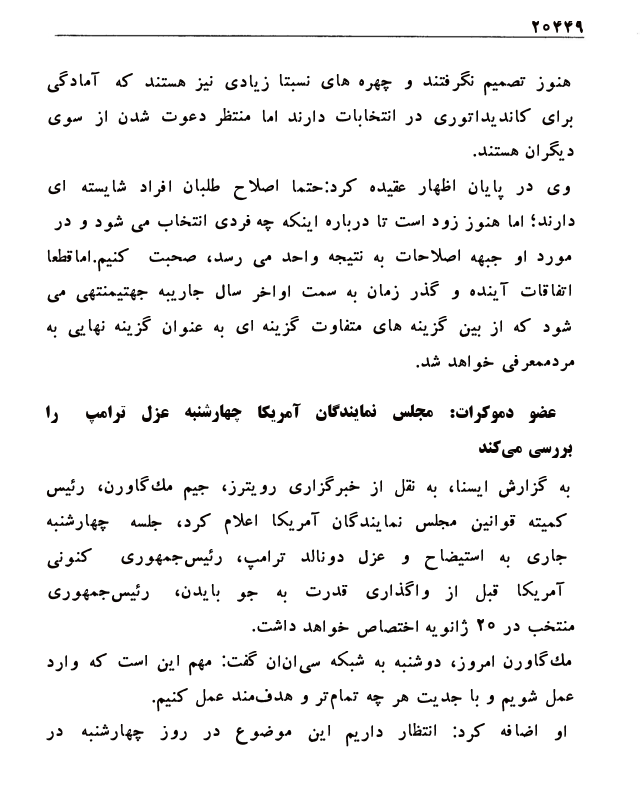 ۲۰۴۴۹
هنوز تصمیم نگرفتند و چهره های نسبتا زیادی نیز هستند که آمادگی
برای کاندیداتوری در انتخابات دارند اما منتظر دعوت شدن از سوی
دیگران هستند.
وی در پایان اظهار عقیده کرد:حتما اصلاح طلبان افراد شایسته ای
دارند؛ اما هنوز زود است تا درباره اینکه چه فردی انتخاب می شود و در
مورد او جبهه اصلاحات به نتیجه واحد می رسد، صحبت کنیم.اماقطعا
اتفاقات آینده و گذر زمان به سمت اواخر سال جاریبه جهتیمنتهی می
شود که از بین گزینه های متفاوت گزینه ای به عنوان گزینه نهایی به
مردممعرفی خواهد شد.
عضو دموکرات: مجلس نمایندگان آمریکا چهارشنبه عزل ترامپ را
بررسی می‌کند
به گزارش ایسنا، به نقل از خبرگزاری رویترز، جیم مك‌گاورن، رئیس
کمیته قوانین مجلس نمایندگان آمریکا اعلام کرد، جلسه چهارشنبه
جاری به استیضاح و عزل دونالد ترامپ، رئیس‌جمهوری کنونی
آمریکا قبل از واگذاری قدرت به جو بایدن، رئیس‌جمهوری
منتخب در ۲۰ ژانویه اختصاص خواهد داشت.
مك‌گاورن امروز، دوشنبه به شبکه سی‌ان‌ان گفت: مهم این است که وارد
عمل شویم و با جدیت هر چه تمام‌تر و هدف‌مند عمل کنیم.
او اضافه کرد: انتظار داریم این موضوع در روز چهارشنبه در